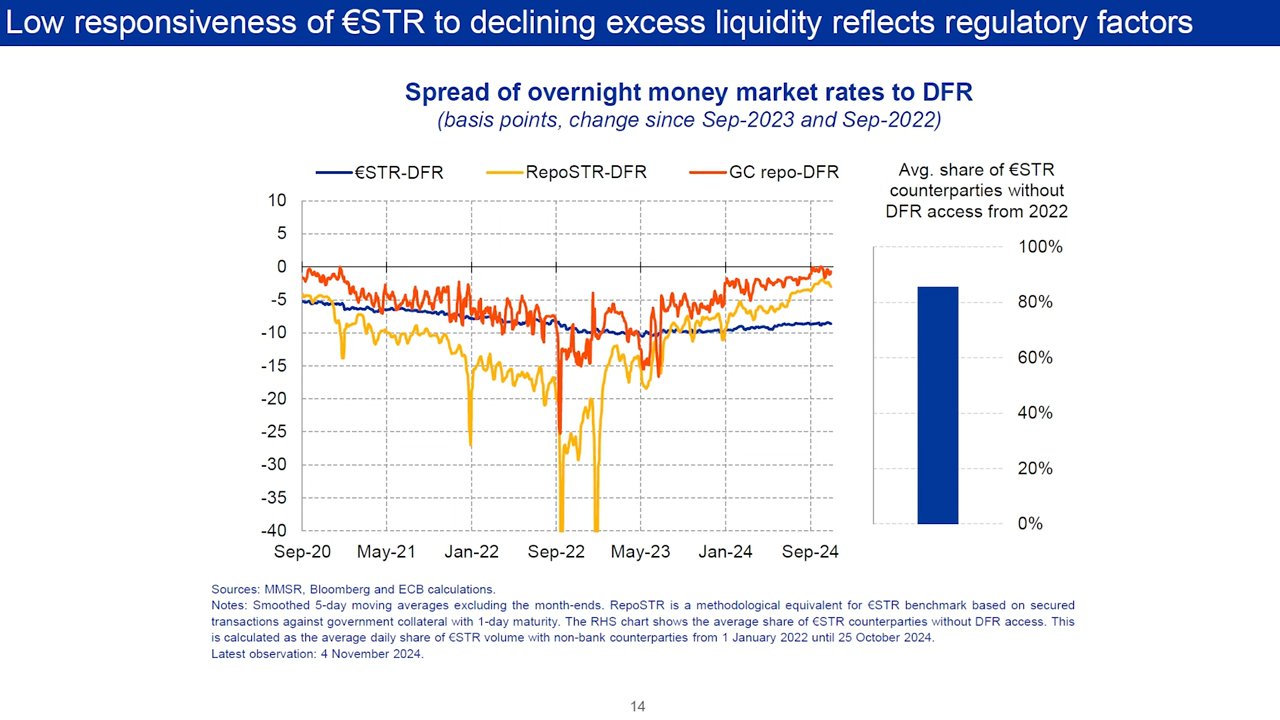 Low responsiveness of €STR to declining excess liquidity reflects regulatory factors
Spread of overnight money market rates to DFR
(basis points, change since Sep-2023 and Sep-2022)
€STR-DFR RepoSTR-DFR GC repo-DFR
10
5
0
-5
-10
-15
-20
-25
-30
-35
-40
Sep-20 May-21 Jan-22 Sep-22 May-23 Jan-24 Sep-24
Avg. share of €STR
counterparties without
DFR access from 2022
100%
80%
60%
40%
20%
0%
Sources: MMSR, Bloomberg and ECB calculations.
Notes: Smoothed 5-day moving averages excluding the month-ends. RepoSTR is a methodological equivalent for €STR benchmark based on secured
transactions against government collateral with 1-day maturity. The RHS chart shows the average share of €STR counterparties without DFR access. This
is calculated as the average daily share of €STR volume with non-bank counterparties from 1 January 2022 until 25 October 2024.
Latest observation: 4 November 2024.
14